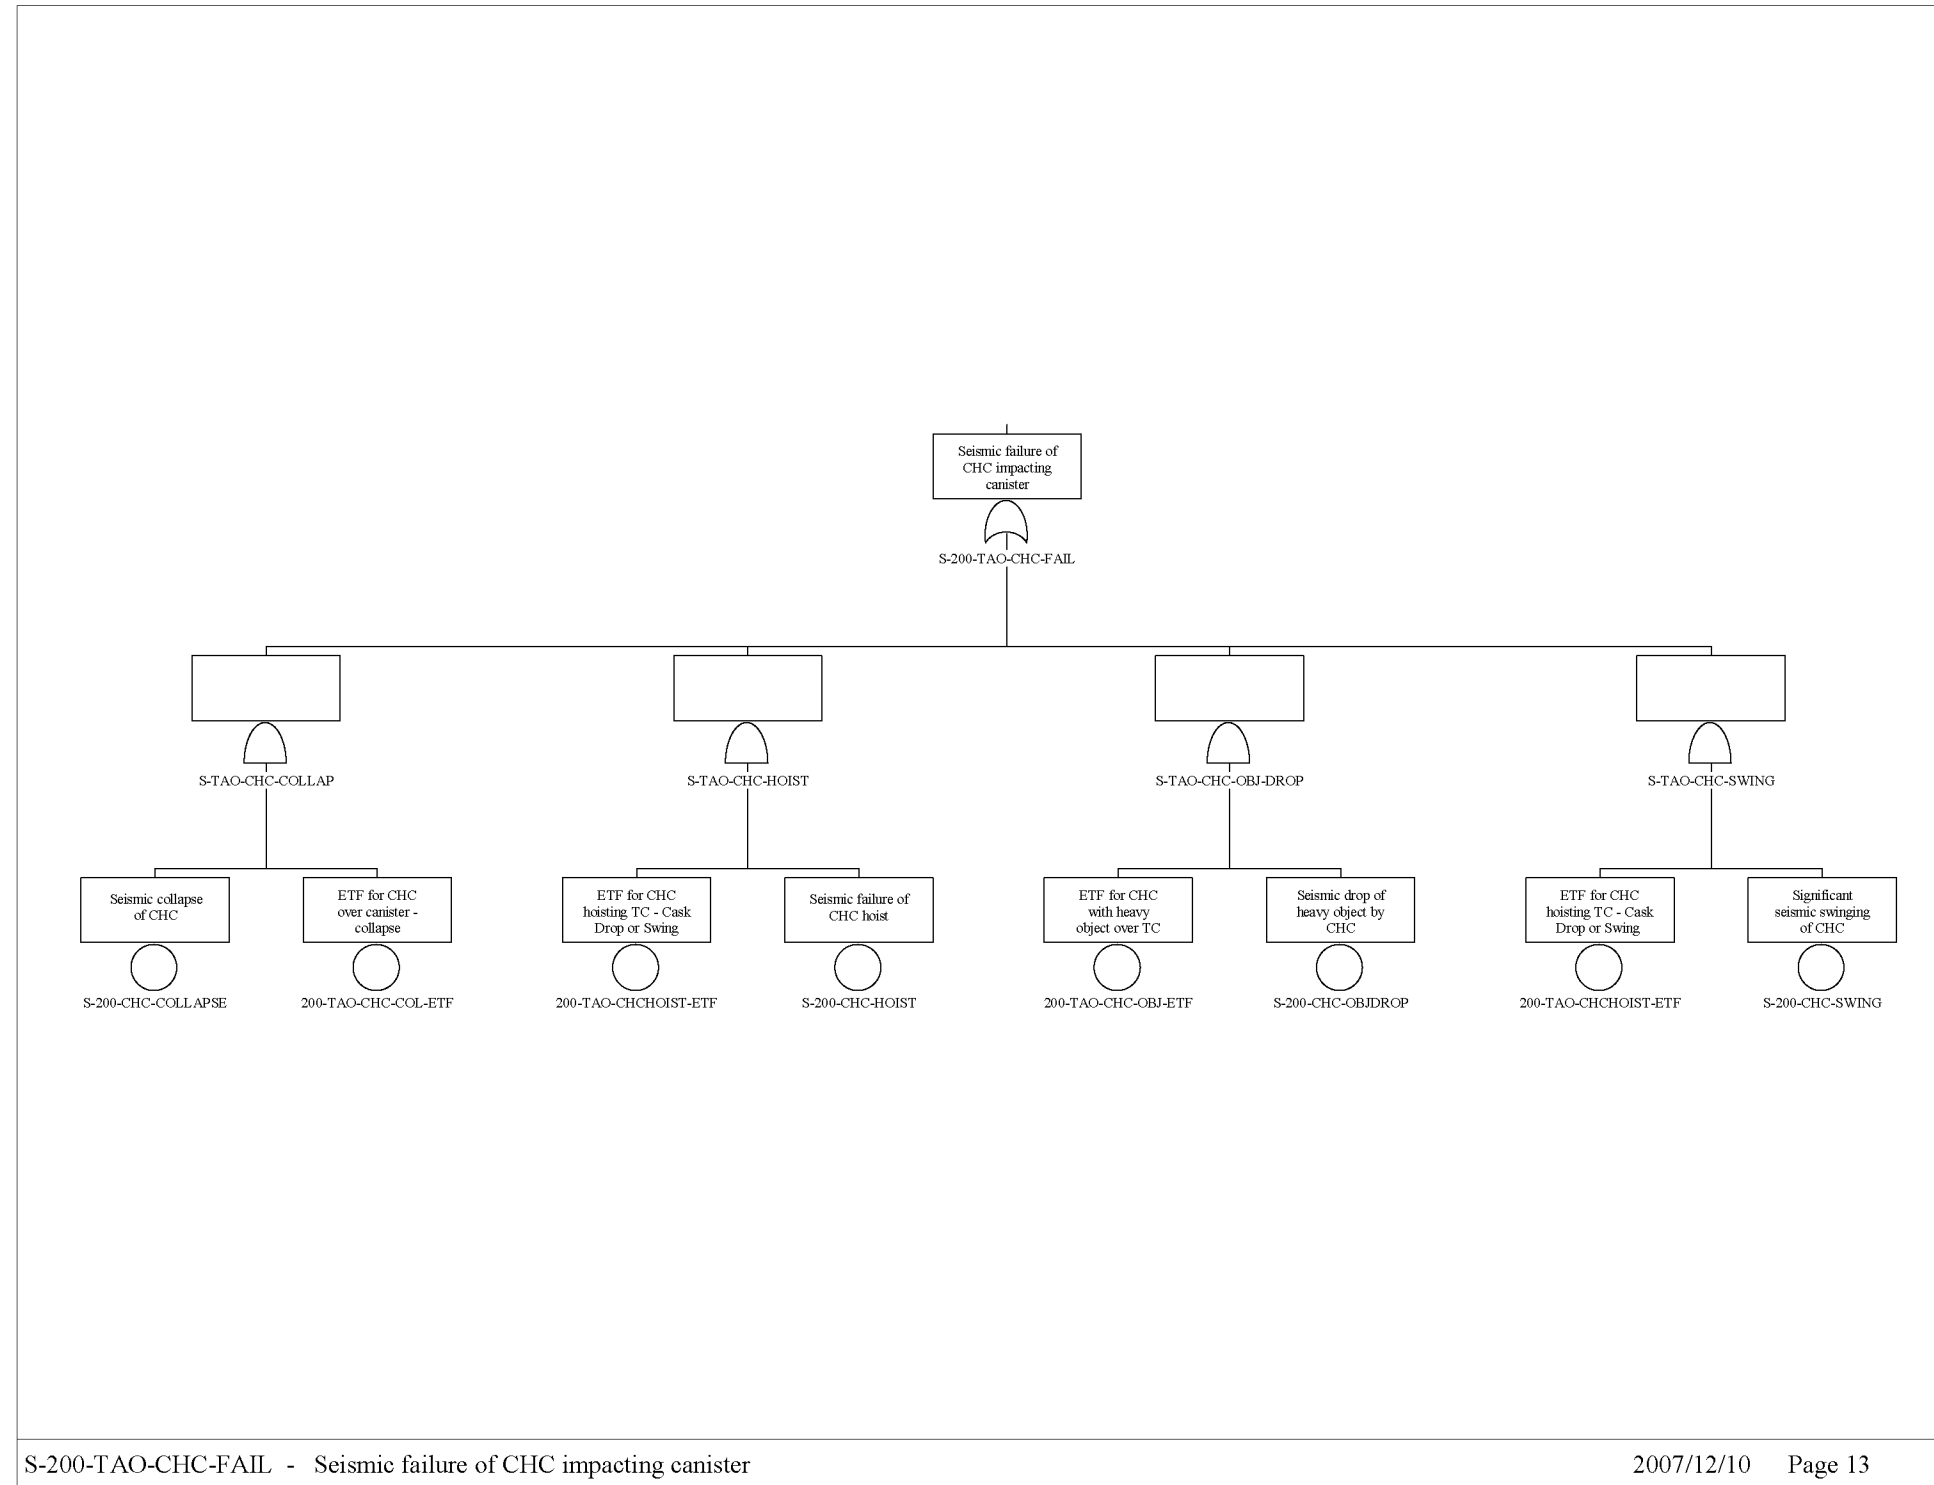 Seismic failure of
CHC impacting
canister
S-200-TAO-CHC-FAIL
S-TAO-CHC-COLLAP
S-TAO-CHC-HOIST
S-TAO-CHC-OBJ-DROP
S-TAO-CHC-SWING
Seismic collapse
of CHC
S-200-CHC-COLLAPSE
ETF for CHC
over canister -
collapse
200-TAO-CHC-COL-ETF
ETF for CHC
hoisting TC - Cask
Drop or Swing
200-TAO-CHCHOIST-ETF
Seismic failure of
CHC hoist
S-200-CHC-HOIST
ETF for CHC
with heavy
object over TC
200-TAO-CHC-OBJ-ETF
Seismic drop of
heavy object by
CHC
S-200-CHC-OBJDROP
ETF for CHC
hoisting TC - Cask
Drop or Swing
200-TAO-CHCHOIST-ETF
Significant
seismic swinging
of CHC
S-200-CHC-SWING
S-200-TAO-CHC-FAIL - Seismic failure of CHC impacting canister
2007/12/10 Page 13